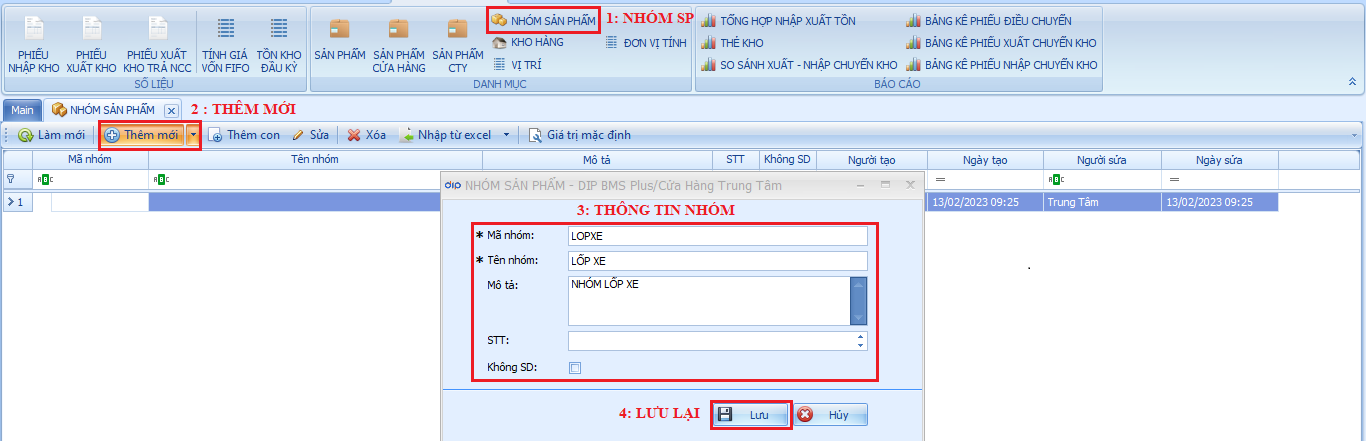 NHÓM SẢN PHẨM 1: NHÓM SP
TỔNG HỢP NHẬP XUẤT TỒN BẢNG KÊ PHIẾU ĐIỀU CHUYỂN
KHO HÀNG ĐƠN VỊ TÍNH THẺ KHO BẢNG KÊ PHIẾU XUẤT CHUYỂN KHO
PHIẾU NHẬP KHO
PHIẾU XUẤT KHO
PHIẾU XUẤT KHO TRẢ NCC
TÍNH GIÁ VỐN FIFO
TỒN KHO ĐẦU KỲ
SẢN PHẨM
SẢN PHẨM CỬA HÀNG
SẢN PHẨM CTY
VỊ TRÍ SO SÁNH XUẤT - NHẬP CHUYỂN KHO BẢNG KÊ PHIẾU NHẬP CHUYỂN KHO
SỐ LIỆU DANH MỤC BÁO CÁO
Main NHÓM SẢN PHẨM 2 : THÊM MỚI
Làm mới Thêm mới Thêm con Sửa Xóa Nhập từ excel Giá trị mặc định
Mã nhóm Tên nhóm Mô tả STT Không SD Người tạo Ngày tạo Người sửa Ngày sửa
dip NHÓM SẢN PHẨM - DIP BMS Plus/Cửa Hàng Trung Tâm
1 13/02/2023 09:25 Trung Tâm 13/02/2023 09:25
3: THÔNG TIN NHÓM
* Mã nhóm: LOPXE
* Tên nhóm: LỐP XE
Mô tả: NHÓM LỐP XE
STT:
Không SD:
4: LƯU LẠI Lưu Hủy